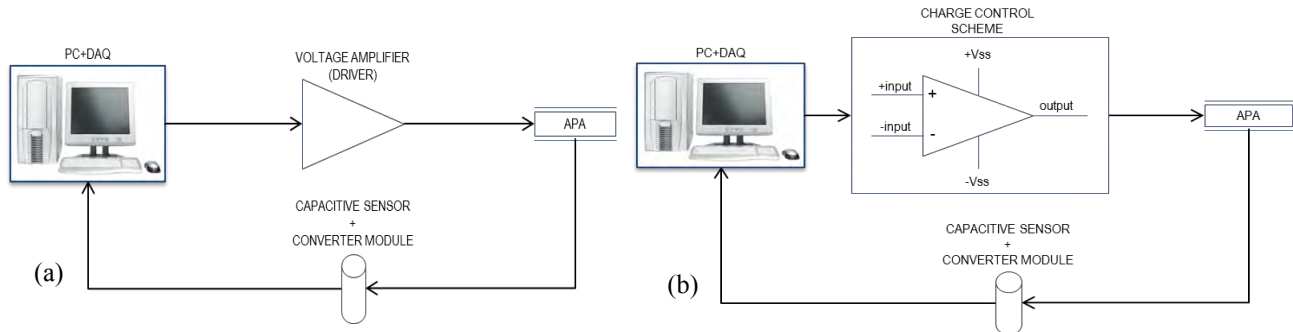 PC+DAQ
VOLTAGE AMPLIFIER
(DRIVER)
APA
CAPACITIVE SENSOR
+
CONVERTER MODULE
(a)
CHARGE CONTROL
SCHEME
PC+DAQ
+Vss
+input
+
output
-input
-
-Vss
APA
CAPACITIVE SENSOR
+
CONVERTER MODULE
(b)